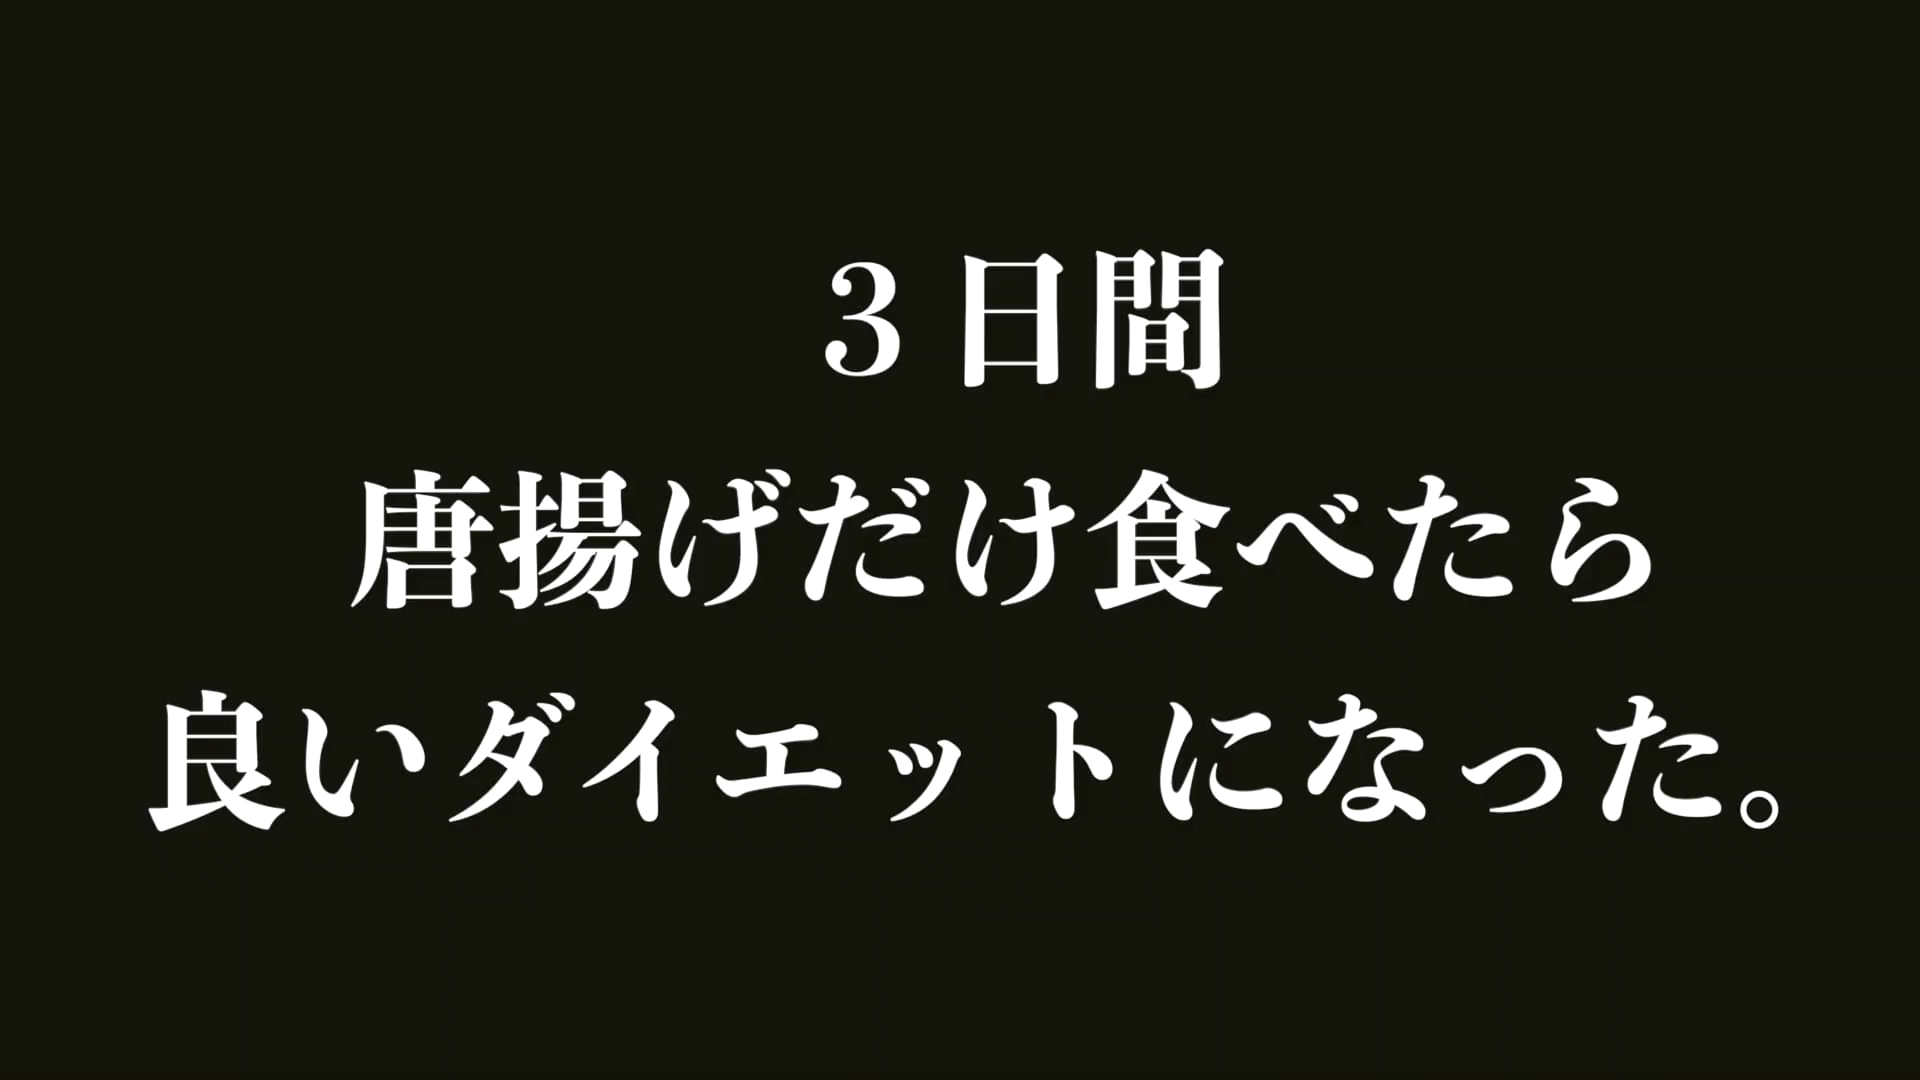 ３日間
唐揚げだけ食べたら
良いダイエットになった。